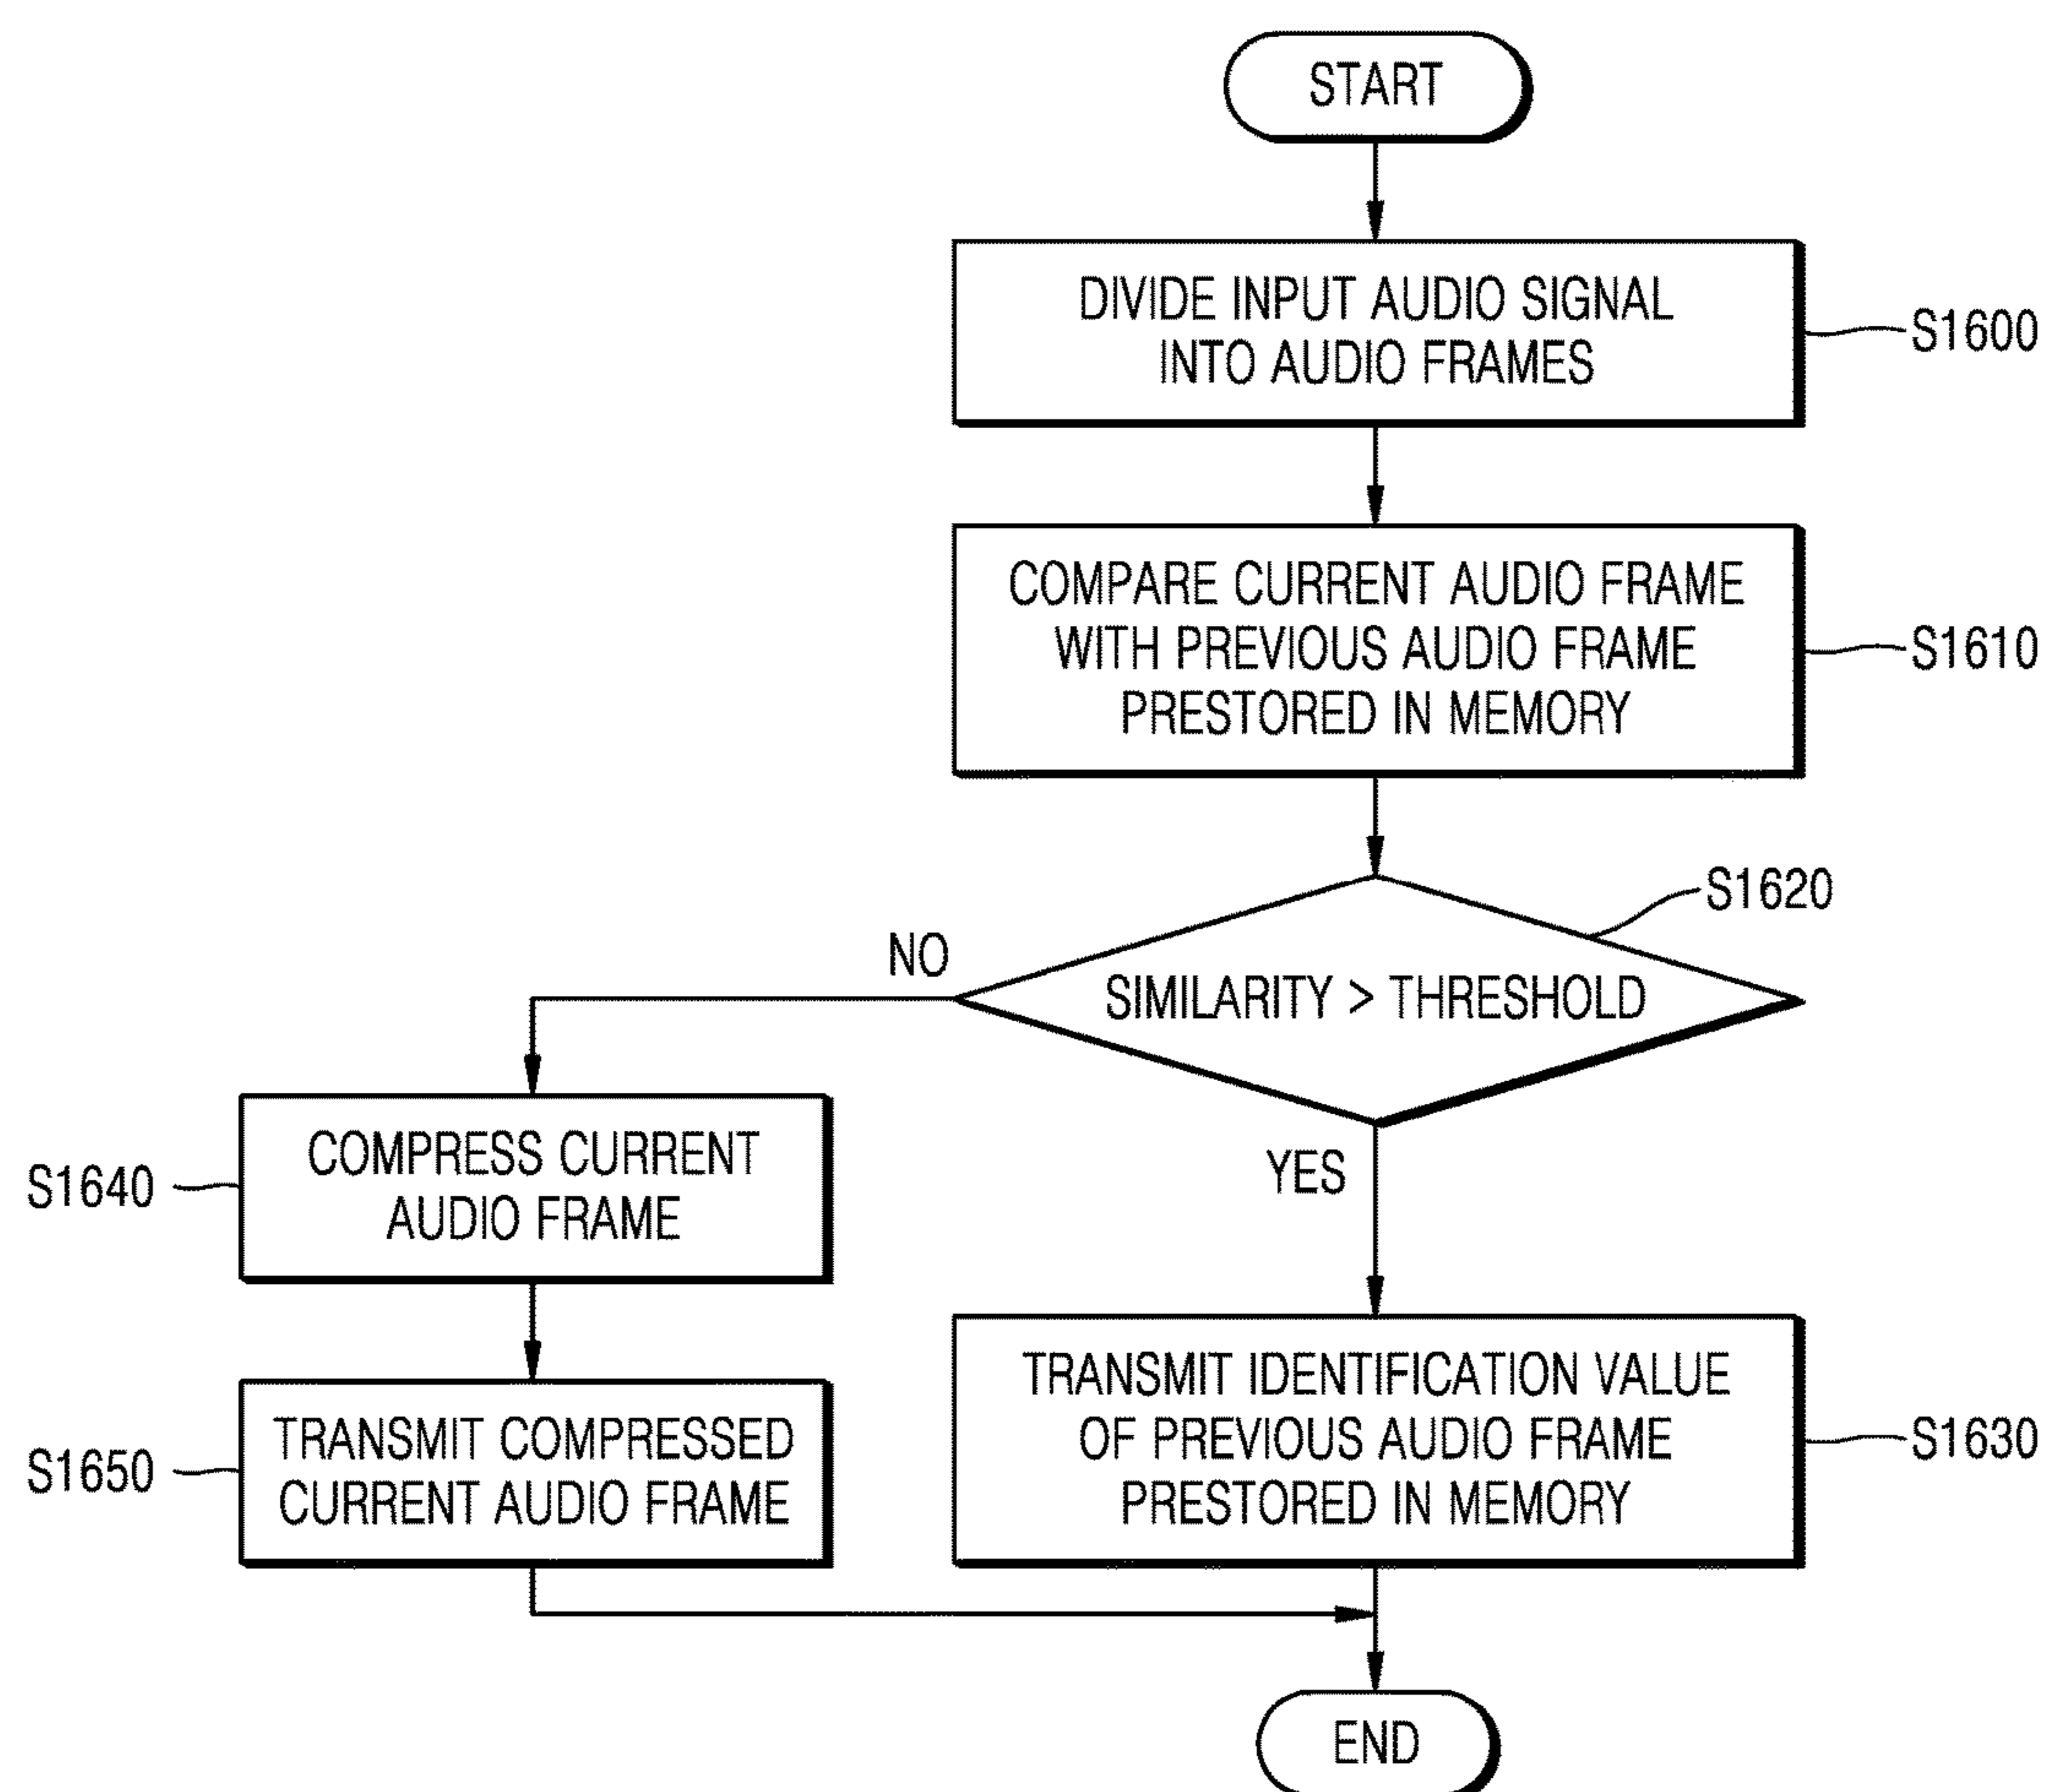 START
DIVIDE INPUT AUDIO SIGNAL
INTO AUDIO FRAMES
S1600
COMPARE CURRENT AUDIO FRAME
WITH PREVIOUS AUDIO FRAME
PRESTORED IN MEMORY
S1610
S1620
SIMILARITY > THRESHOLD
NO
YES
COMPRESS CURRENT
AUDIO FRAME
S1640
TRANSMIT COMPRESSED
CURRENT AUDIO FRAME
S1650
TRANSMIT IDENTIFICATION VALUE
OF PREVIOUS AUDIO FRAME
PRESTORED IN MEMORY
S1630
END